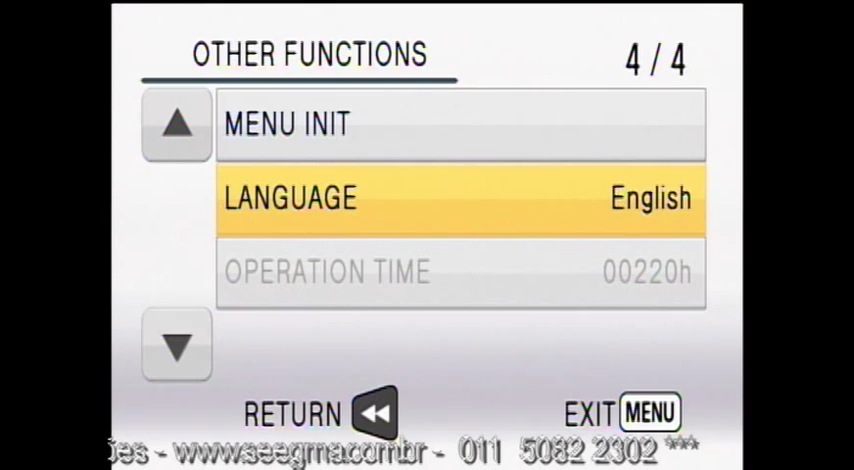 OTHER FUNCTIONS 4 / 4
MENU INIT
LANGUAGE English
OPERATION TIME 00220h
RETURN EXIT MENU
ões - www.seegma.com.br - 011 5082 2302 ***